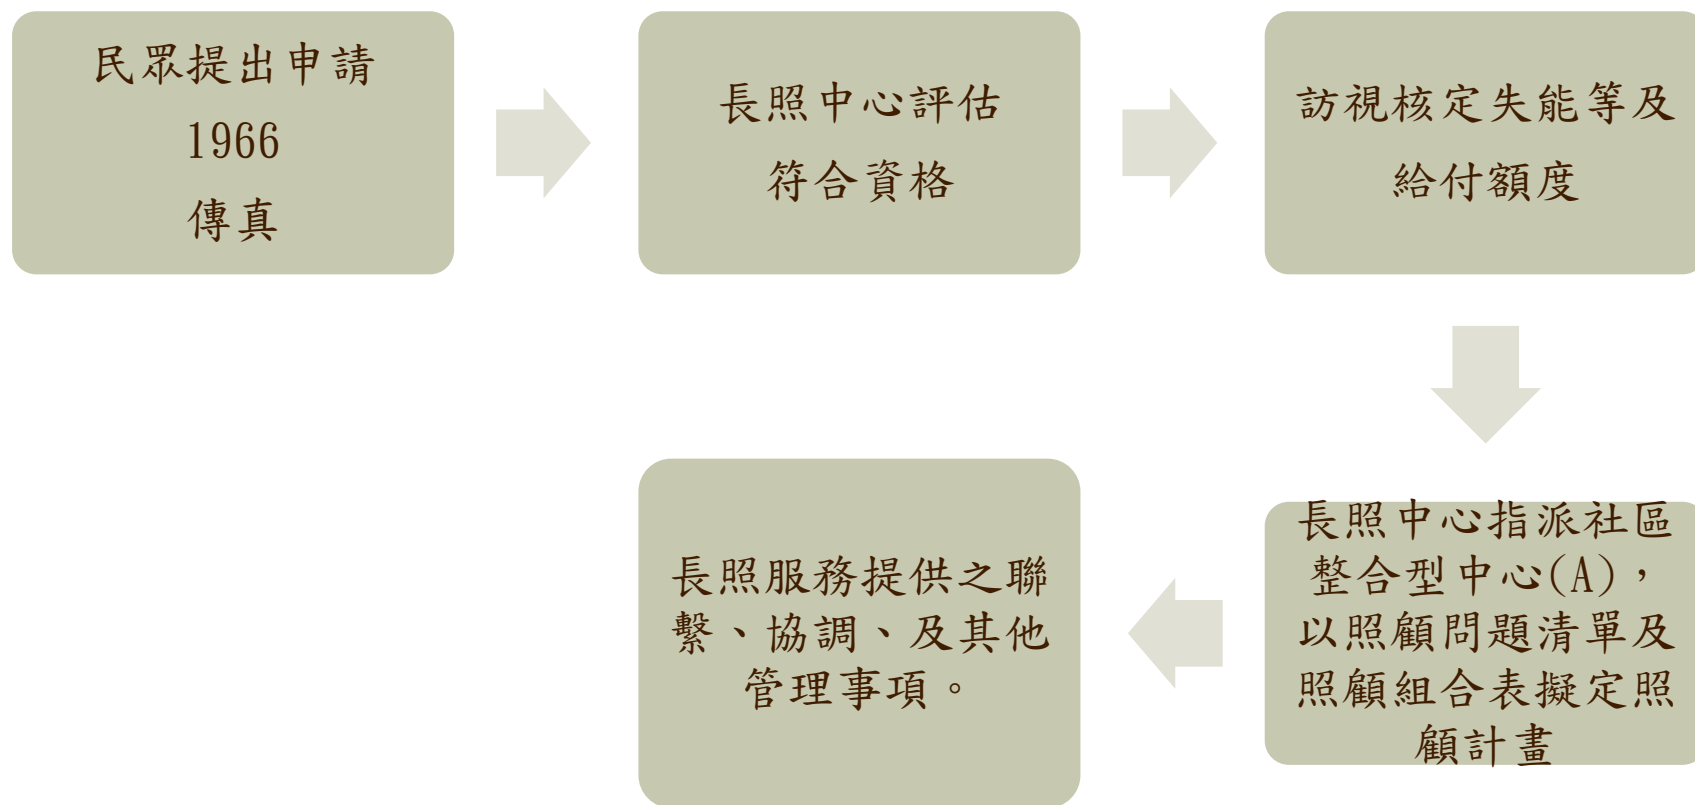 民眾提出申請
1966
傳真
長照中心評估
符合資格
訪視核定失能等及
給付額度
長照中心指派社區
整合型中心(A)，
以照顧問題清單及
照顧組合表擬定照
顧計畫
長照服務提供之聯
繫、協調、及其他
管理事項。